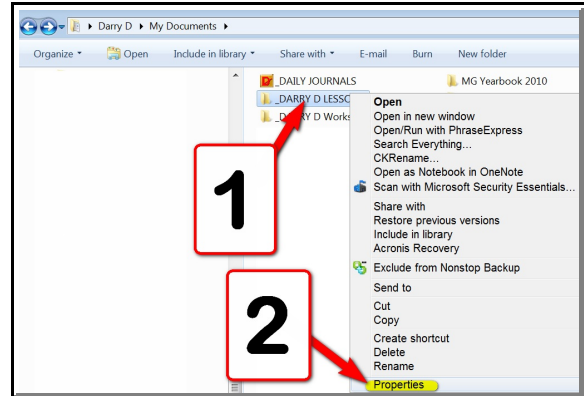 Darry D ▸ My Documents ▸
Organize ▾ Open Include in library ▾ Share with ▾ E-mail Burn New folder
_DAILY JOURNALS MG Yearbook 2010
_DARRY D LESSO
Works
Open
Open in new window
Open/Run with PhraseExpress
Search Everything...
CKRename...
Open as Notebook in OneNote
Scan with Microsoft Security Essentials...
Share with
Restore previous versions
Include in library
Acronis Recovery
Exclude from Nonstop Backup
Send to
Cut
Copy
Create shortcut
Delete
Rename
Properties
1
2